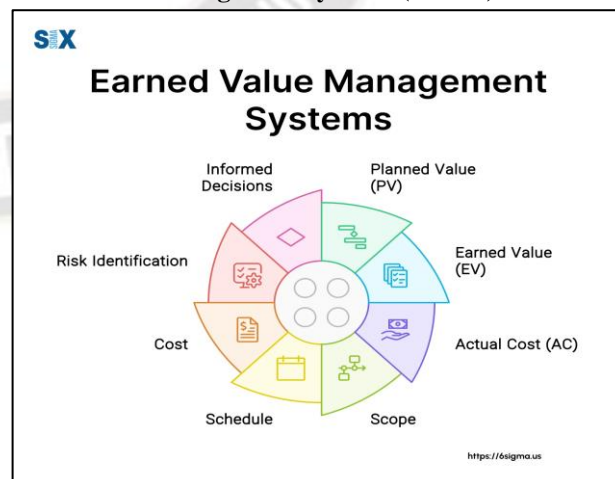 SIX
SIGMA
Earned Value Management
Systems
Informed
Decisions
Planned Value
(PV)
Risk Identification
Earned Value
(EV)
Cost
Actual Cost (AC)
Schedule
Scope
https://6sigma.us